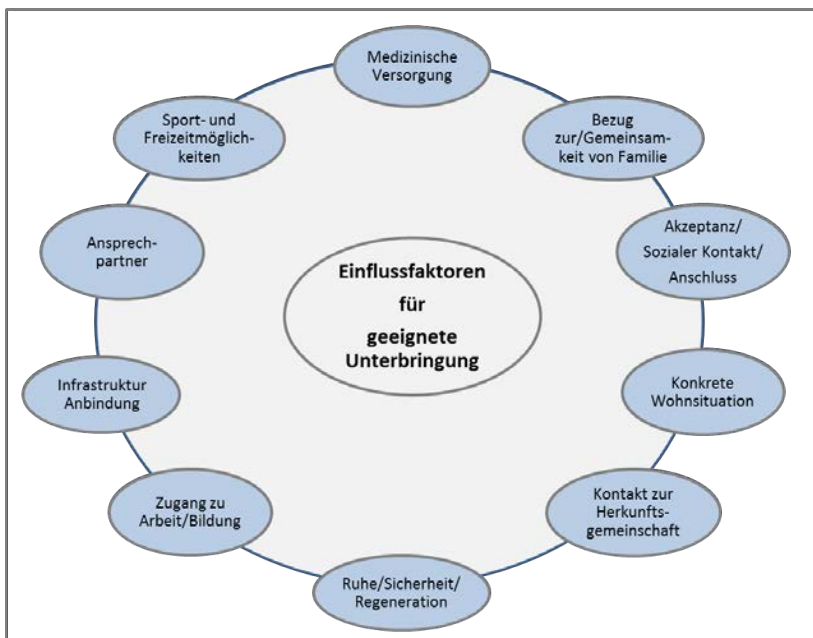 Medizinische
Versorgung
Sport- und
Freizeitmöglich-
keiten
Bezug
zur/Gemeinsam-
keit von Familie
Ansprech-
partner
Akzeptanz/
Sozialer Kontakt/
Anschluss
Einflussfaktoren
für
geeignete
Unterbringung
Infrastruktur
Anbindung
Konkrete
Wohnsituation
Zugang zu
Arbeit/Bildung
Kontakt zur
Herkunfts-
gemeinschaft
Ruhe/Sicherheit/
Regeneration